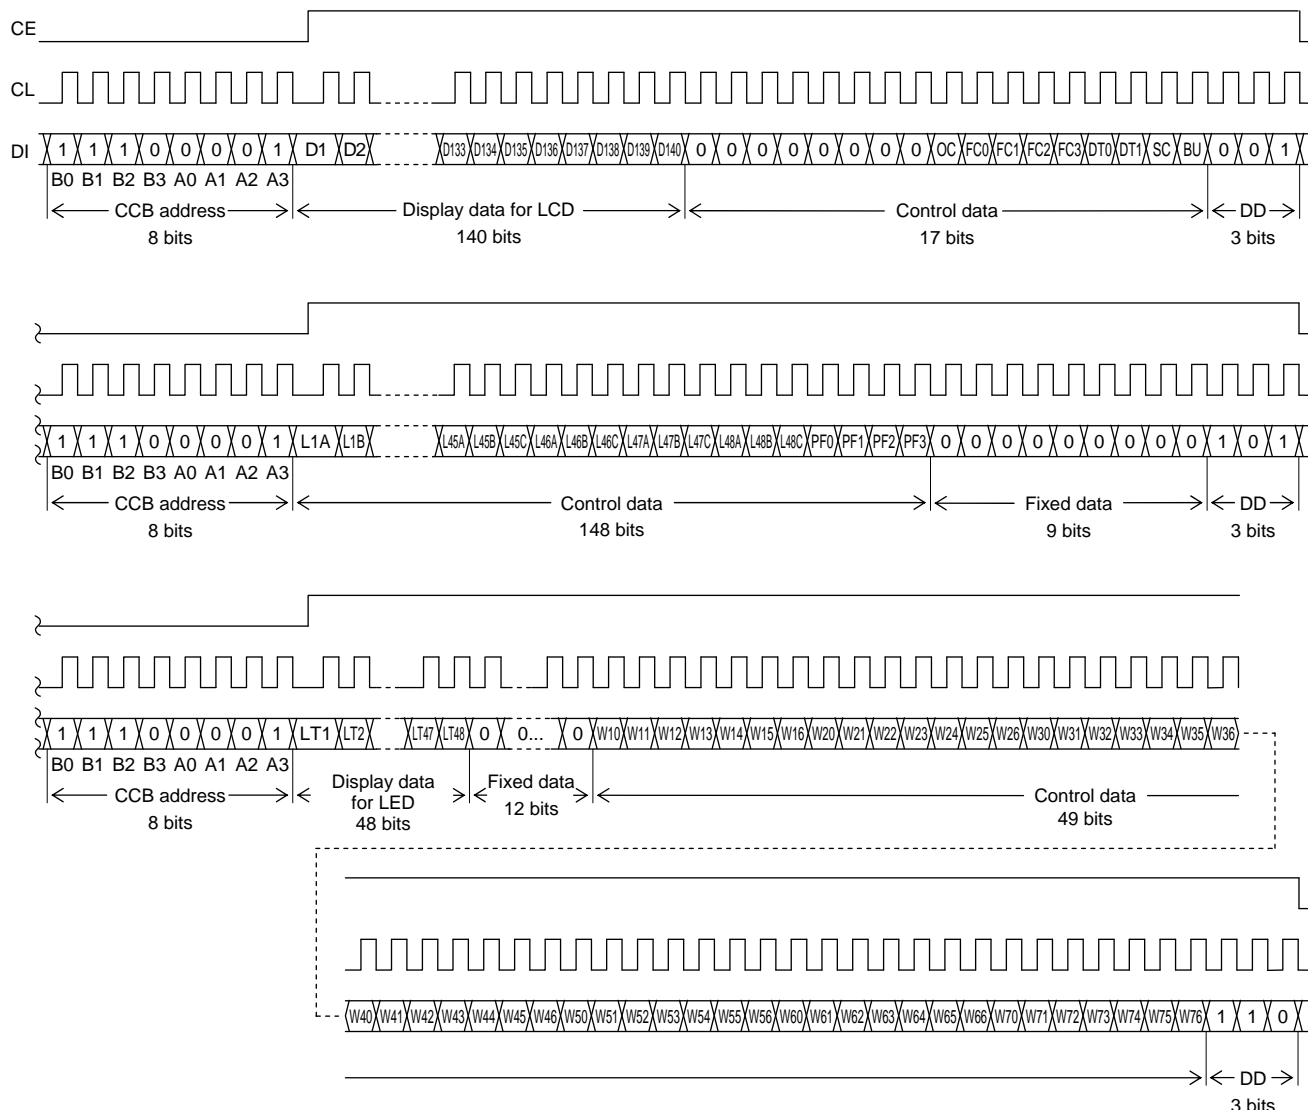 CE
CL
DI 1 1 1 0 0 0 0 1 D1 D2 D133 D134 D135 D136 D137 D138 D139 D140 0 0 0 0 0 0 0 0 OC FC0 FC1 FC2 FC3 DT0 DT1 SC BU 0 0 1
B0 B1 B2 B3 A0 A1 A2 A3
CCB address Display data for LCD Control data DD
8 bits 140 bits 17 bits 3 bits
1 1 1 0 0 0 0 1 L1A L1B L45A L45B L45C L46A L46B L46C L47A L47B L47C L48A L48B L48C PF0 PF1 PF2 PF3 0 0 0 0 0 0 0 0 0 1 0 1
B0 B1 B2 B3 A0 A1 A2 A3
CCB address Control data Fixed data DD
8 bits 148 bits 9 bits 3 bits
1 1 1 0 0 0 0 1 LT1 LT2 LT47 LT48 0 0... 0 W10 W11 W12 W13 W14 W15 W16 W20 W21 W22 W23 W24 W25 W26 W30 W31 W32 W33 W34 W35 W36
B0 B1 B2 B3 A0 A1 A2 A3
CCB address Display data for LED Fixed data Control data
8 bits 48 bits 12 bits 49 bits
W40 W41 W42 W43 W44 W45 W46 W50 W51 W52 W53 W54 W55 W56 W60 W61 W62 W63 W64 W65 W66 W70 W71 W72 W73 W74 W75 W76 1 1 0
DD
3 bits